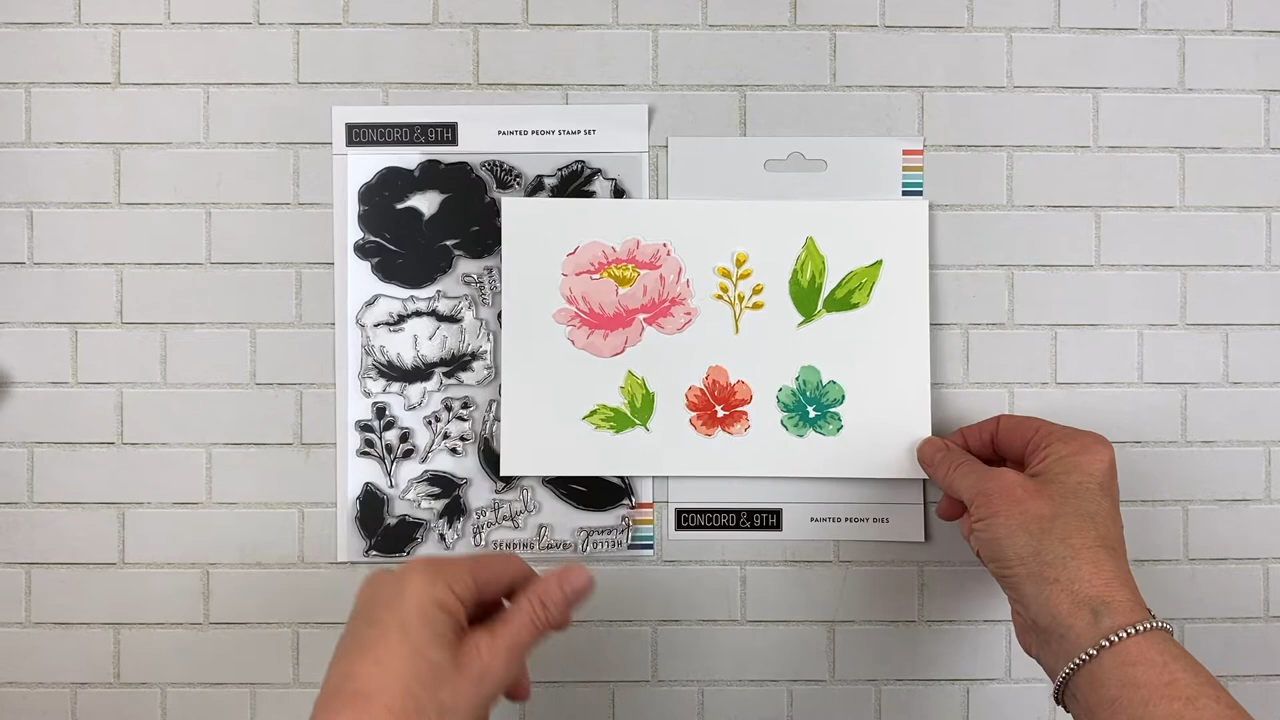 CONCORD & 9TH
PAINTED PEONY STAMP SET
MISS
you
so
grateful
SENDING love
HELLO
friend
CONCORD & 9TH
PAINTED PEONY DIES